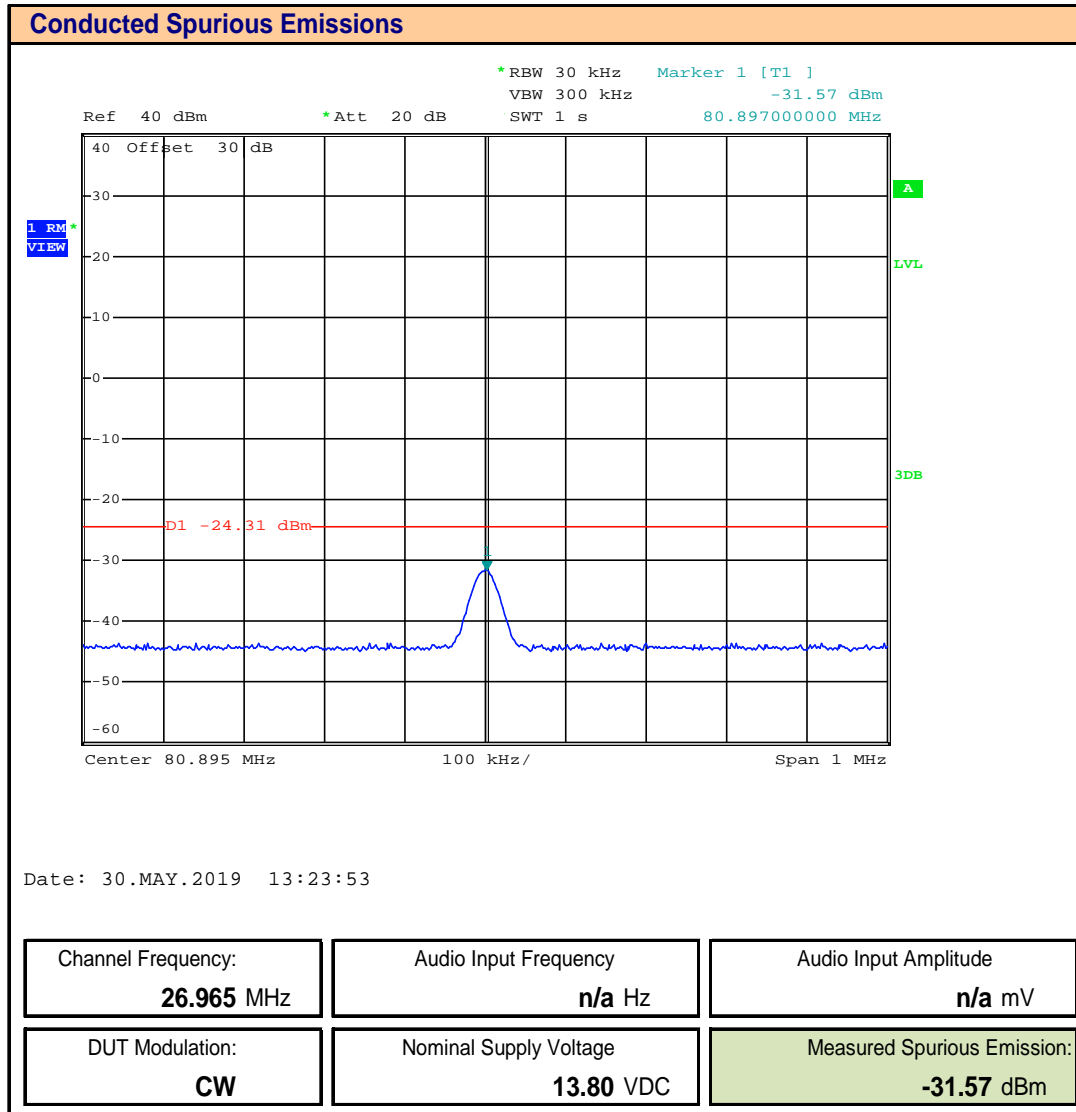 Conducted Spurious Emissions
*RBW 30 kHz Marker 1 [T1 ]
VBW 300 kHz -31.57 dBm
Ref 40 dBm *Att 20 dB SWT 1 s 80.897000000 MHz
40 Offset 30 dB
30
A
1 RM *
VIEW
20
LVL
10
0
-10
3DB
-20
D1 -24.31 dBm
1
-30
-40
-50
-60
Center 80.895 MHz 100 kHz/ Span 1 MHz
Date: 30.MAY.2019 13:23:53
Channel Frequency: Audio Input Frequency Audio Input Amplitude
26.965 MHz n/a Hz n/a mV
DUT Modulation: Nominal Supply Voltage Measured Spurious Emission:
CW 13.80 VDC -31.57 dBm